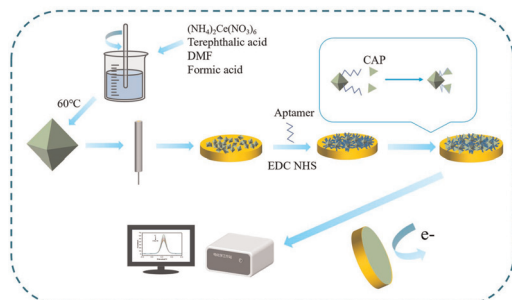 (NH₄)₂Ce(NO₃)₆
Terephthalic acid
DMF
Formic acid
60℃
CAP
Aptamer
EDC NHS
e-